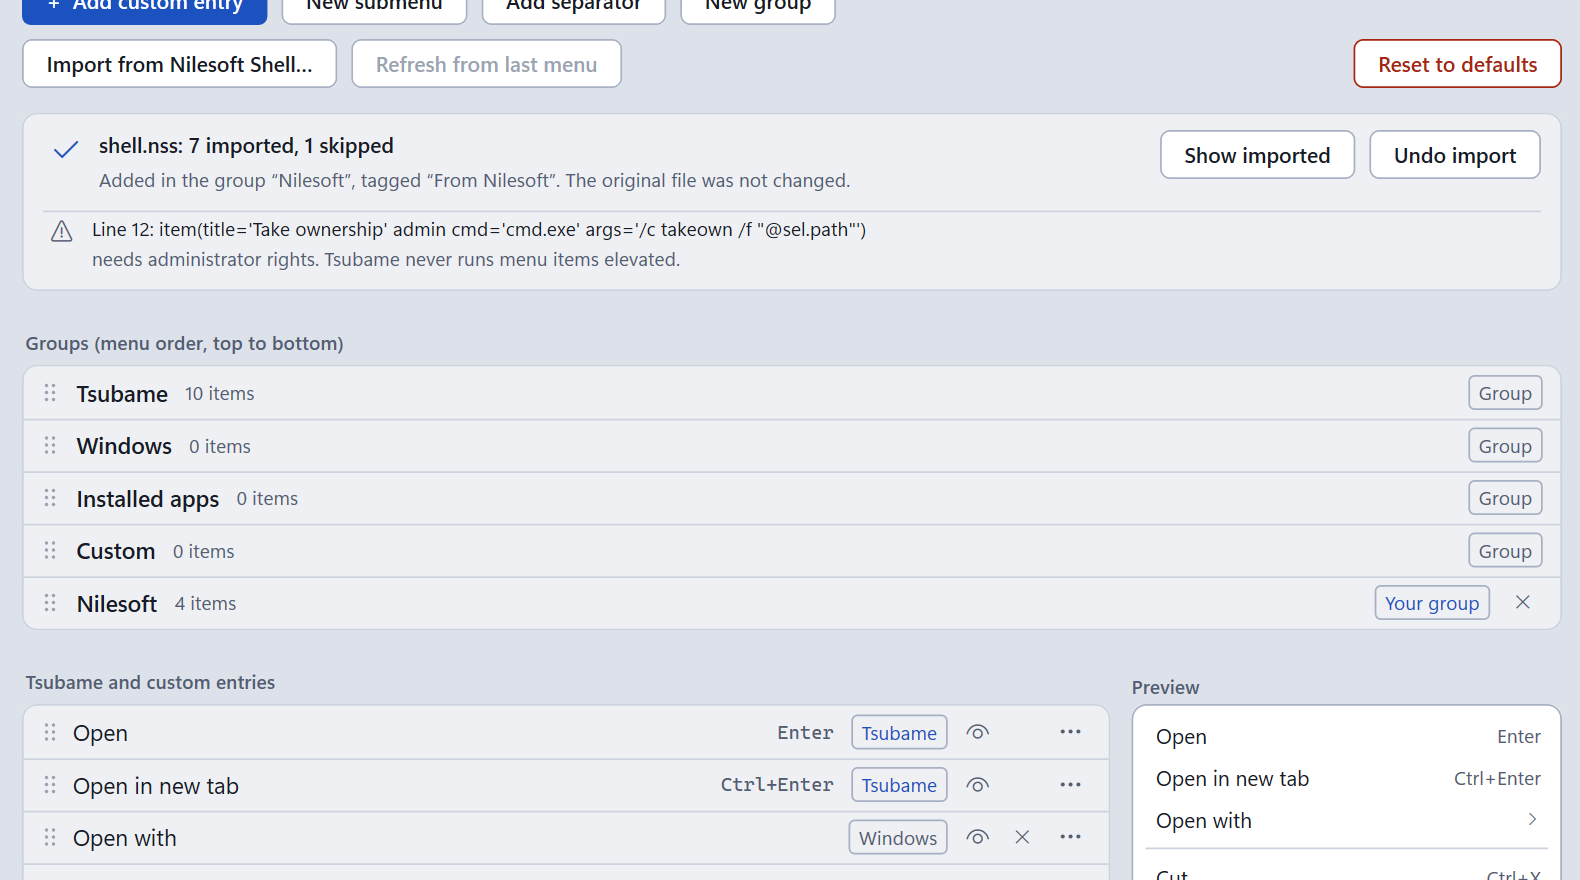 + Add custom entry New submenu Add separator New group
Import from Nilesoft Shell... Refresh from last menu Reset to defaults
shell.nss: 7 imported, 1 skipped
Added in the group “Nilesoft”, tagged “From Nilesoft”. The original file was not changed.
Show imported Undo import
Line 12: item(title='Take ownership' admin cmd='cmd.exe' args='/c takeown /f "@sel.path"')
needs administrator rights. Tsubame never runs menu items elevated.
Groups (menu order, top to bottom)
Tsubame 10 items Group
Windows 0 items Group
Installed apps 0 items Group
Custom 0 items Group
Nilesoft 4 items Your group
Tsubame and custom entries
Open Enter Tsubame
Open in new tab Ctrl+Enter Tsubame
Open with Windows
Preview
Open Enter
Open in new tab Ctrl+Enter
Open with
Cut Ctrl+X